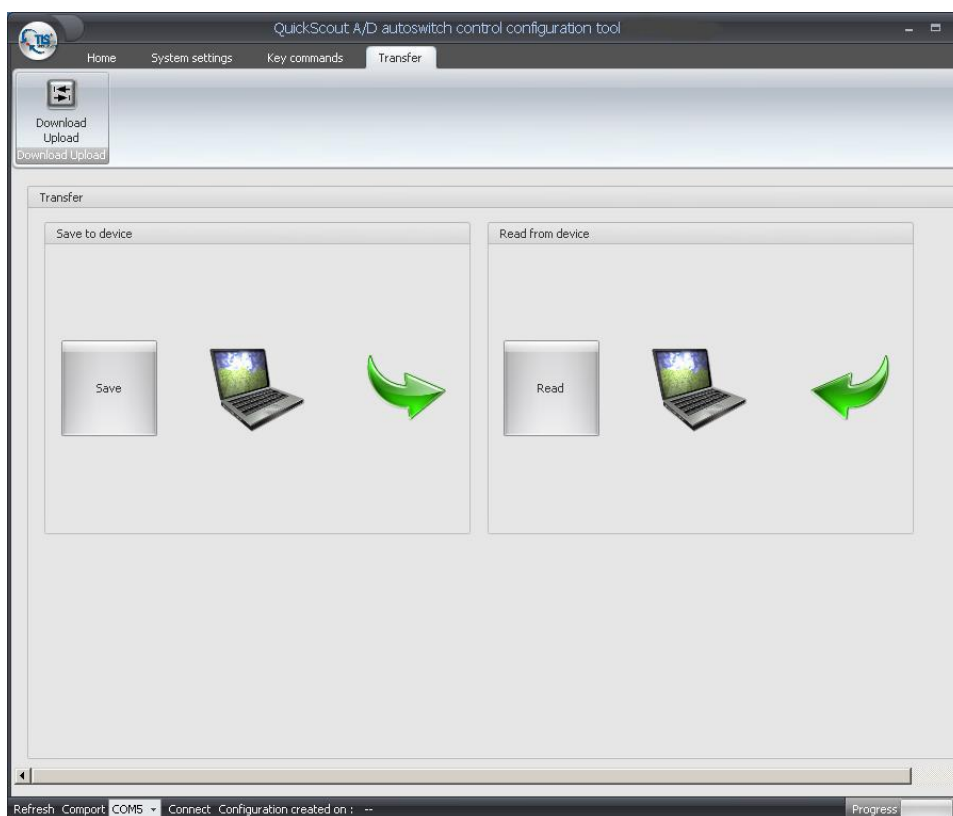 QuickScout A/D autoswitch control configuration tool
TLS
Home System settings Key commands Transfer
Download
Upload
Download Upload
Transfer
Save to device Read from device
Save Read
Refresh Comport COM5 Connect Configuration created on : -- Progress